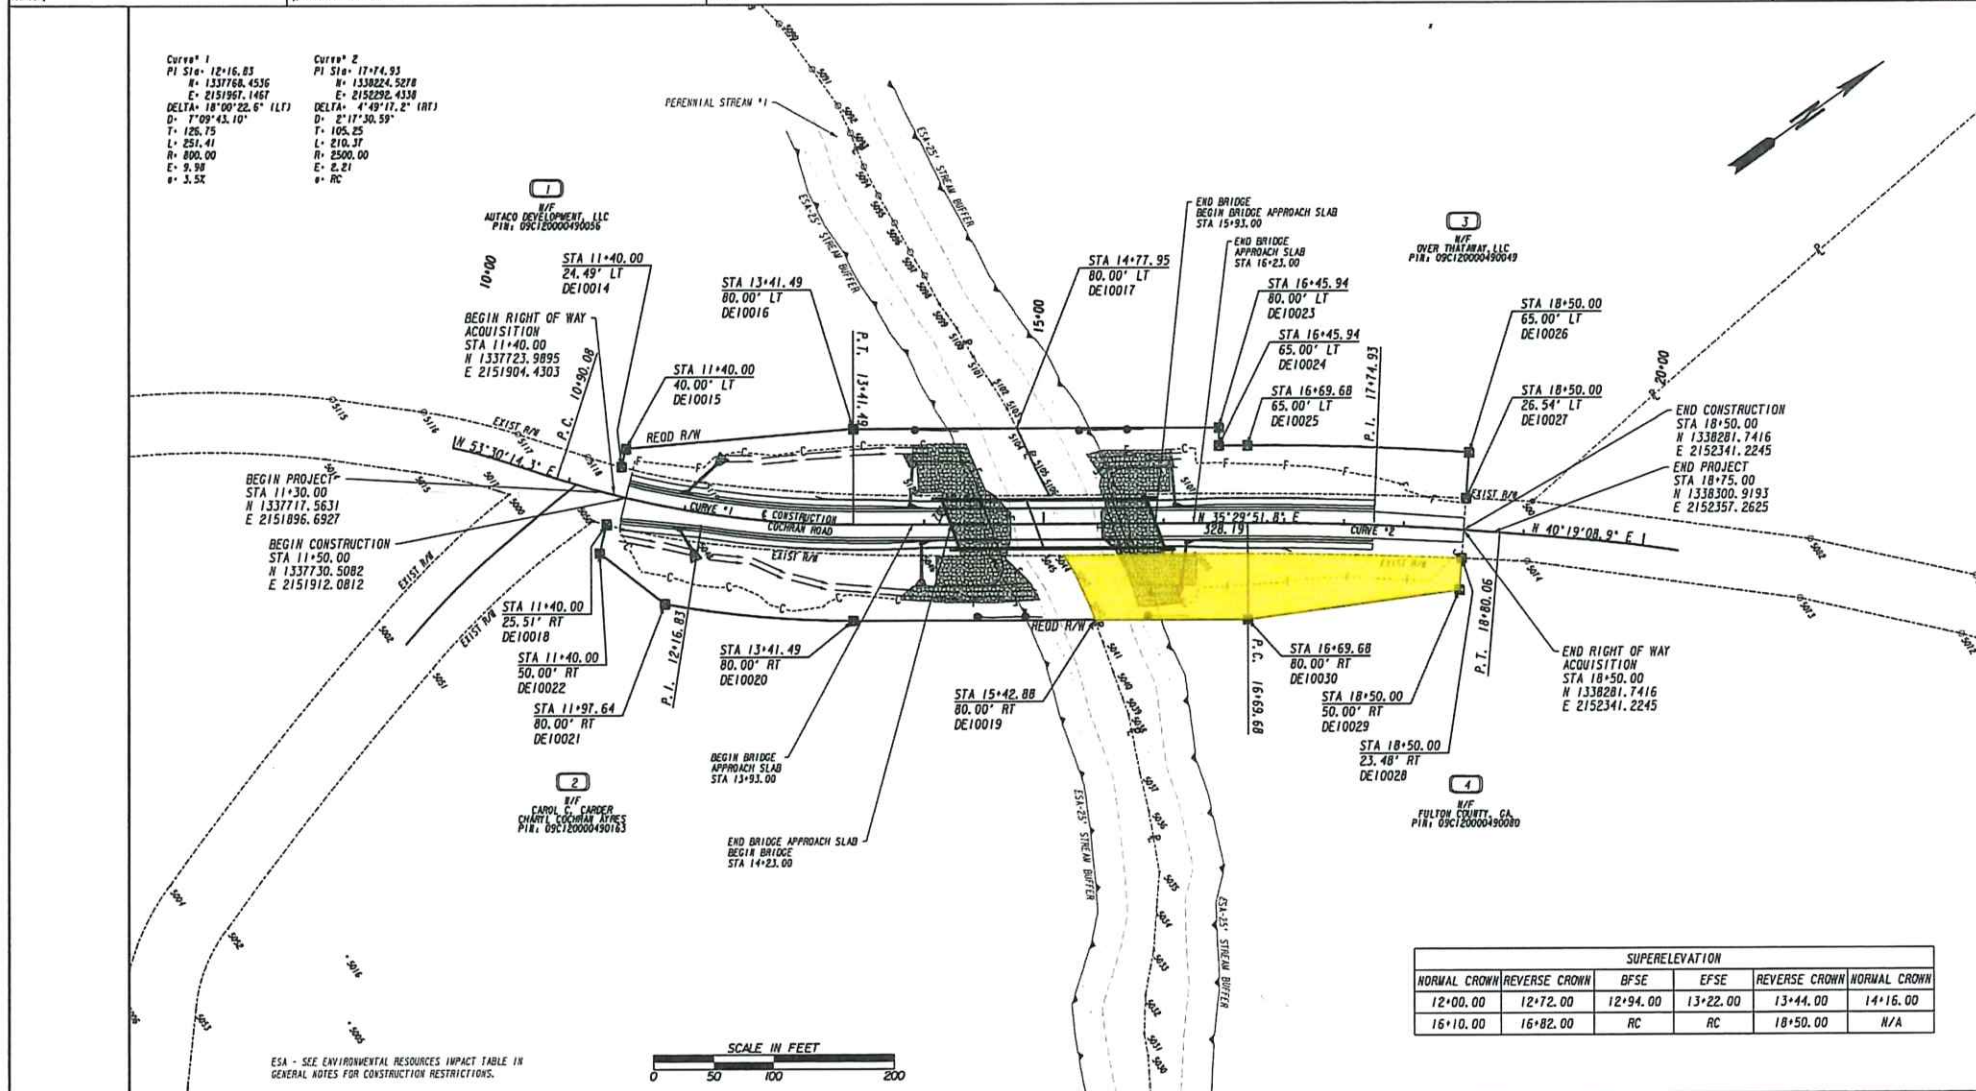 Curve# 1
PI Sta= 12+16.83
N= 1337768.4536
E= 2151967.1467
DELTA= 18°00'22.6" (LT)
D= 7°09'43.10"
T= 126.75
L= 251.41
R= 800.00
E= 9.98
e= 3.5%
Curve# 2
PI Sta= 17+74.93
N= 1338224.5278
E= 2152292.4338
DELTA= 4°49'17.2" (RT)
D= 2°17'30.59"
T= 105.25
L= 210.37
R= 2500.00
E= 2.21
e= RC
PERENNIAL STREAM #1
ESA-25' STREAM BUFFER
ESA-25' STREAM BUFFER
N
1
N/F
AUTACO DEVELOPMENT, LLC
PIN: 09C120000490056
3
N/F
OVER THATAWAY, LLC
PIN: 09C120000490049
10+00
STA 11+40.00
24.49' LT
DE10014
STA 13+41.49
80.00' LT
DE10016
STA 14+77.95
80.00' LT
DE10017
15+00
END BRIDGE
BEGIN BRIDGE APPROACH SLAB
STA 15+93.00
END BRIDGE
APPROACH SLAB
STA 16+23.00
STA 16+45.94
80.00' LT
DE10023
STA 16+45.94
65.00' LT
DE10024
STA 16+69.68
65.00' LT
DE10025
STA 18+50.00
65.00' LT
DE10026
STA 18+50.00
26.54' LT
DE10027
20+00
BEGIN RIGHT OF WAY
ACQUISITION
STA 11+40.00
N 1337723.9895
E 2151904.4303
P.C. 10+90.08
STA 11+40.00
40.00' LT
DE10015
P.T. 13+41.49
P.I. 17+74.93
END CONSTRUCTION
STA 18+50.00
N 1338281.7416
E 2152341.2245
END PROJECT
STA 18+75.00
N 1338300.9193
E 2152357.2625
EXIST R/W
REQD R/W
N 53°30'14.3" E
BEGIN PROJECT
STA 11+30.00
N 1337717.5631
E 2151896.6927
BEGIN CONSTRUCTION
STA 11+50.00
N 1337730.5082
E 2151912.0812
CURVE #1
℄ CONSTRUCTION
COCHRAN ROAD
EXIST R/W
N 35°29'51.8" E
328.19
CURVE #2
EXIST R/W
N 40°19'08.9" E
EXIST R/W
EXIST R/W
EXIST R/W
REQD R/W
STA 11+40.00
25.51' RT
DE10018
STA 11+40.00
50.00' RT
DE10022
STA 11+97.64
80.00' RT
DE10021
P.I. 12+16.83
STA 13+41.49
80.00' RT
DE10020
STA 15+42.88
80.00' RT
DE10019
P.C. 16+69.68
STA 16+69.68
80.00' RT
DE10030
STA 18+50.00
50.00' RT
DE10029
STA 18+50.00
23.48' RT
DE10028
P.T. 18+80.06
END RIGHT OF WAY
ACQUISITION
STA 18+50.00
N 1338281.7416
E 2152341.2245
BEGIN BRIDGE
APPROACH SLAB
STA 13+93.00
END BRIDGE APPROACH SLAB
BEGIN BRIDGE
STA 14+23.00
2
N/F
CAROL C. CARDER
CHARYL COCHRAN AYRES
PIN: 09C120000490163
4
N/F
FULTON COUNTY, GA.
PIN: 09C120000490080
ESA-25' STREAM BUFFER
ESA-25' STREAM BUFFER
SUPERELEVATION
NORMAL CROWN REVERSE CROWN BFSE EFSE REVERSE CROWN NORMAL CROWN
12+00.00 12+72.00 12+94.00 13+22.00 13+44.00 14+16.00
16+10.00 16+82.00 RC RC 18+50.00 N/A
ESA - SEE ENVIRONMENTAL RESOURCES IMPACT TABLE IN
GENERAL NOTES FOR CONSTRUCTION RESTRICTIONS.
SCALE IN FEET
0 50 100 200